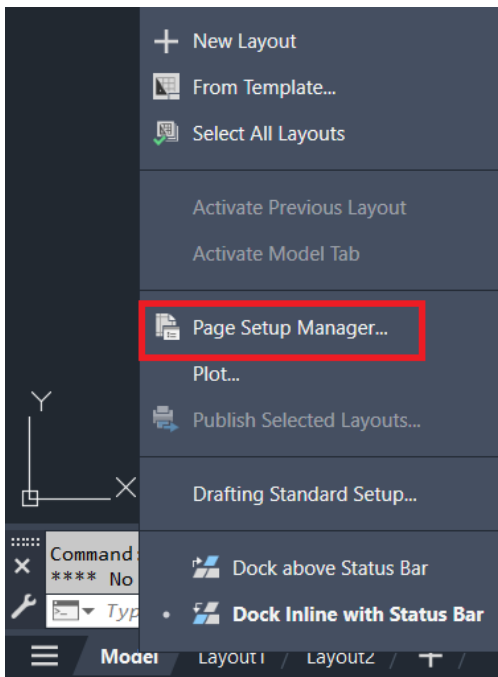 New Layout
From Template...
Select All Layouts
Activate Previous Layout
Activate Model Tab
Page Setup Manager...
Plot...
Publish Selected Layouts...
Drafting Standard Setup...
Y
X
Command:
**** No
Typ
Dock above Status Bar
Dock Inline with Status Bar
Model / Layout1 / Layout2 / + /